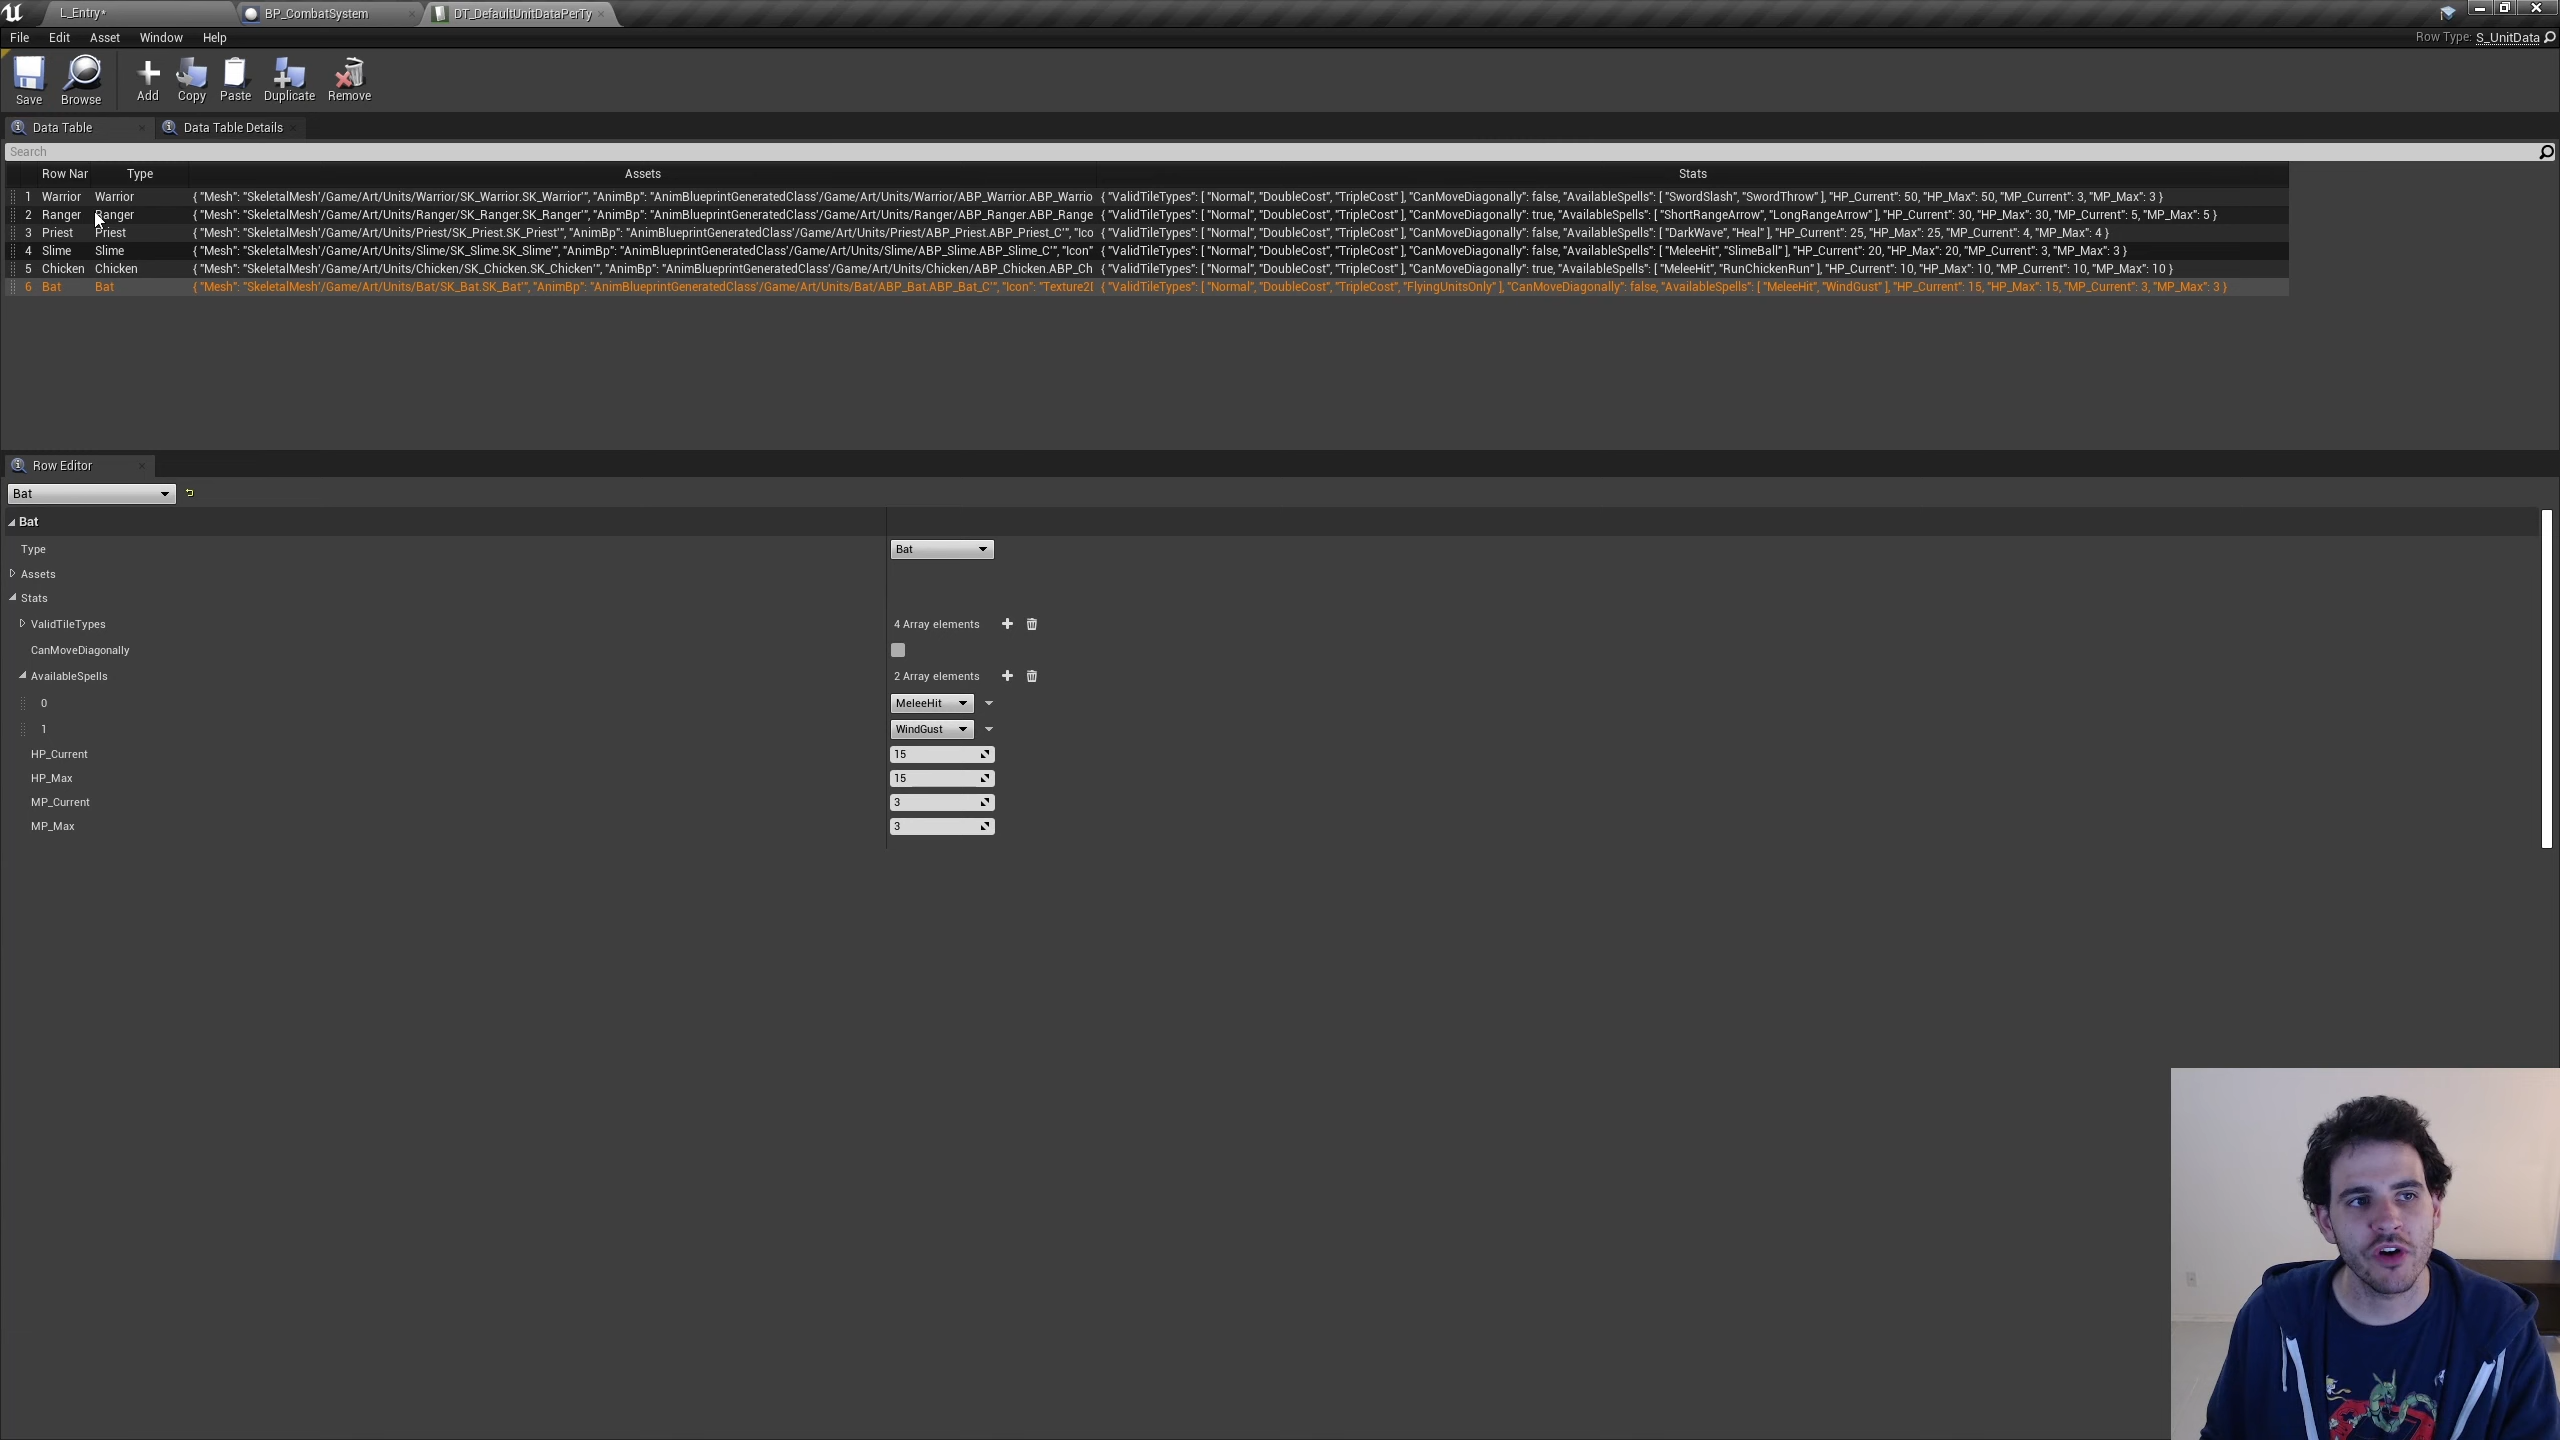 L_Entry*
BP_CombatSystem
DT_DefaultUnitDataPerTy
File Edit Asset Window Help
Row Type: S_UnitData
Save Browse Add Copy Paste Duplicate Remove
Data Table Data Table Details
Search
Row Nar Type Assets Stats
1 Warrior Warrior { "Mesh": "SkeletalMesh'/Game/Art/Units/Warrior/SK_Warrior.SK_Warrior'", "AnimBp": "AnimBlueprintGeneratedClass'/Game/Art/Units/Warrior/ABP_Warrior.ABP_Warrio { "ValidTileTypes": [ "Normal", "DoubleCost", "TripleCost" ], "CanMoveDiagonally": false, "AvailableSpells": [ "SwordSlash", "SwordThrow" ], "HP_Current": 50, "HP_Max": 50, "MP_Current": 3, "MP_Max": 3 }
2 Ranger Ranger { "Mesh": "SkeletalMesh'/Game/Art/Units/Ranger/SK_Ranger.SK_Ranger'", "AnimBp": "AnimBlueprintGeneratedClass'/Game/Art/Units/Ranger/ABP_Ranger.ABP_Range { "ValidTileTypes": [ "Normal", "DoubleCost", "TripleCost" ], "CanMoveDiagonally": true, "AvailableSpells": [ "ShortRangeArrow", "LongRangeArrow" ], "HP_Current": 30, "HP_Max": 30, "MP_Current": 5, "MP_Max": 5 }
3 Priest Priest { "Mesh": "SkeletalMesh'/Game/Art/Units/Priest/SK_Priest.SK_Priest'", "AnimBp": "AnimBlueprintGeneratedClass'/Game/Art/Units/Priest/ABP_Priest.ABP_Priest_C'", "Ico { "ValidTileTypes": [ "Normal", "DoubleCost", "TripleCost" ], "CanMoveDiagonally": false, "AvailableSpells": [ "DarkWave", "Heal" ], "HP_Current": 25, "HP_Max": 25, "MP_Current": 4, "MP_Max": 4 }
4 Slime Slime { "Mesh": "SkeletalMesh'/Game/Art/Units/Slime/SK_Slime.SK_Slime'", "AnimBp": "AnimBlueprintGeneratedClass'/Game/Art/Units/Slime/ABP_Slime.ABP_Slime_C'", "Icon" { "ValidTileTypes": [ "Normal", "DoubleCost", "TripleCost" ], "CanMoveDiagonally": false, "AvailableSpells": [ "MeleeHit", "SlimeBall" ], "HP_Current": 20, "HP_Max": 20, "MP_Current": 3, "MP_Max": 3 }
5 Chicken Chicken { "Mesh": "SkeletalMesh'/Game/Art/Units/Chicken/SK_Chicken.SK_Chicken'", "AnimBp": "AnimBlueprintGeneratedClass'/Game/Art/Units/Chicken/ABP_Chicken.ABP_Ch { "ValidTileTypes": [ "Normal", "DoubleCost", "TripleCost" ], "CanMoveDiagonally": true, "AvailableSpells": [ "MeleeHit", "RunChickenRun" ], "HP_Current": 10, "HP_Max": 10, "MP_Current": 10, "MP_Max": 10 }
6 Bat Bat { "Mesh": "SkeletalMesh'/Game/Art/Units/Bat/SK_Bat.SK_Bat'", "AnimBp": "AnimBlueprintGeneratedClass'/Game/Art/Units/Bat/ABP_Bat.ABP_Bat_C'", "Icon": "Texture2[ { "ValidTileTypes": [ "Normal", "DoubleCost", "TripleCost", "FlyingUnitsOnly" ], "CanMoveDiagonally": false, "AvailableSpells": [ "MeleeHit", "WindGust" ], "HP_Current": 15, "HP_Max": 15, "MP_Current": 3, "MP_Max": 3 }
Row Editor
Bat
Bat
Type Bat
Assets
Stats
ValidTileTypes 4 Array elements
CanMoveDiagonally
AvailableSpells 2 Array elements
0 MeleeHit
1 WindGust
HP_Current 15
HP_Max 15
MP_Current 3
MP_Max 3